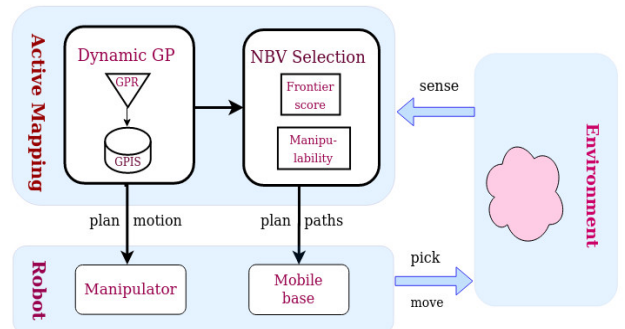 Active Mapping
Dynamic GP
GPR
GPIS
NBV Selection
Frontier
score
Manipu-
lability
sense
Environment
plan motion
plan paths
Robot
Manipulator
Mobile
base
pick
move